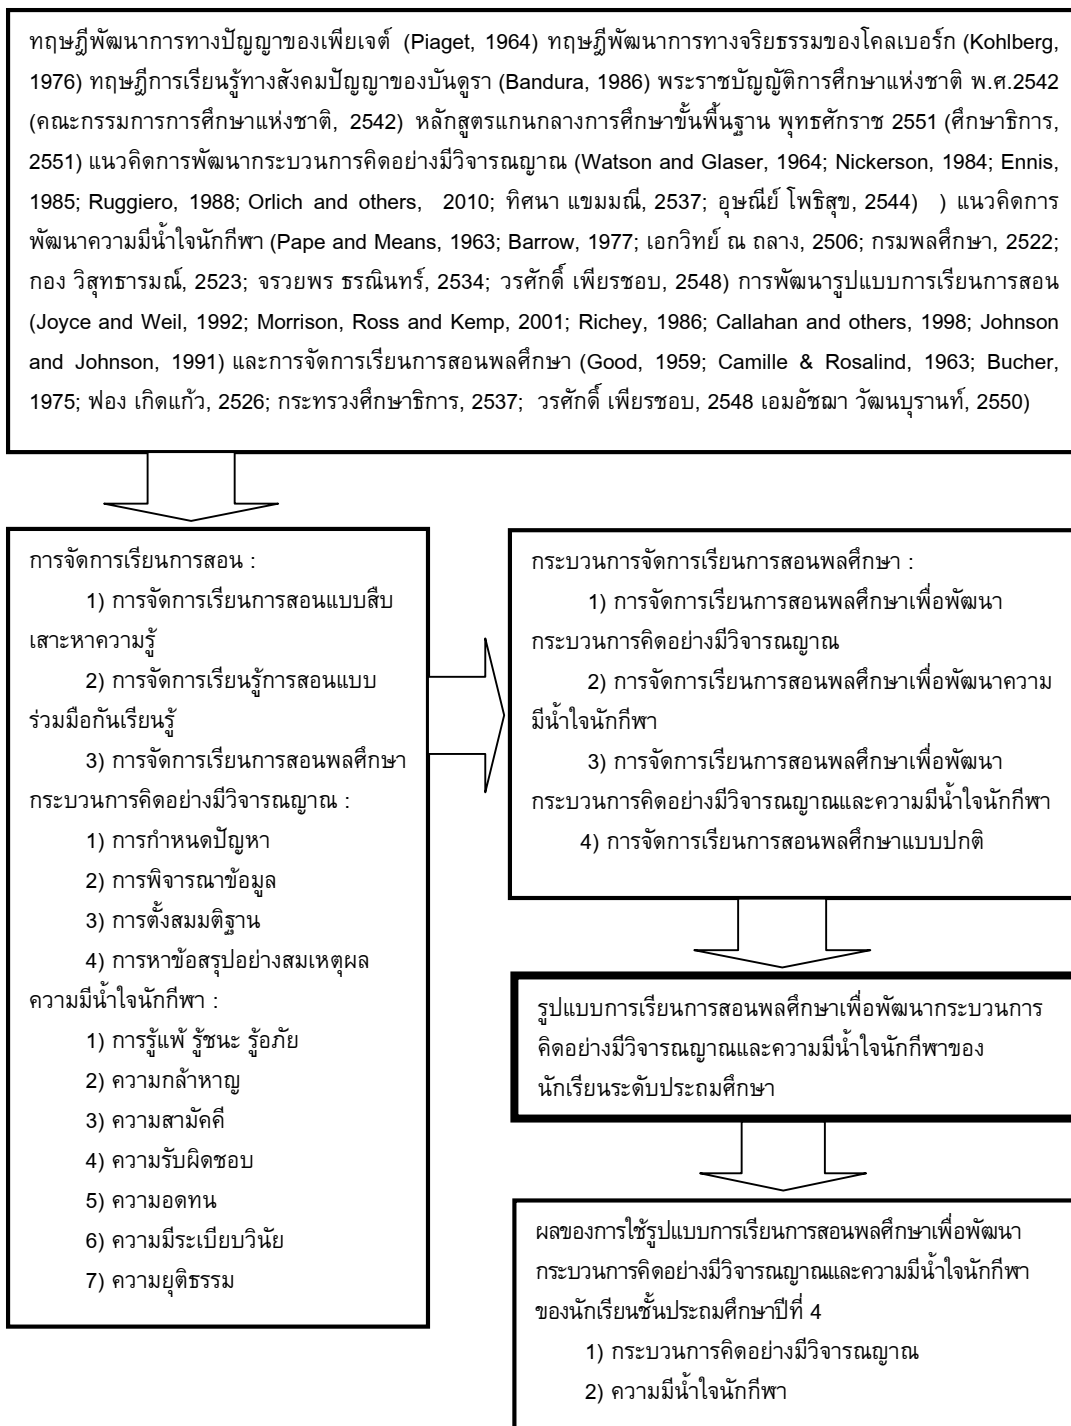 ทฤษฎีพัฒนาการทางปัญญาของเพียเจต์ (Piaget, 1964) ทฤษฎีพัฒนาการทางจริยธรรมของโคลเบอร์ก (Kohlberg,
1976) ทฤษฎีการเรียนรู้ทางสังคมปัญญาของบันดูรา (Bandura, 1986) พระราชบัญญัติการศึกษาแห่งชาติ พ.ศ.2542
(คณะกรรมการการศึกษาแห่งชาติ, 2542) หลักสูตรแกนกลางการศึกษาขั้นพื้นฐาน พุทธศักราช 2551 (ศึกษาธิการ,
2551) แนวคิดการพัฒนากระบวนการคิดอย่างมีวิจารณญาณ (Watson and Glaser, 1964; Nickerson, 1984; Ennis,
1985; Ruggiero, 1988; Orlich and others, 2010; ทิศนา แขมมณี, 2537; อุษณีย์ โพธิสุข, 2544) ) แนวคิดการ
พัฒนาความมีน้ำใจนักกีฬา (Pape and Means, 1963; Barrow, 1977; เอกวิทย์ ณ ถลาง, 2506; กรมพลศึกษา, 2522;
กอง วิสุทธารมณ์, 2523; จรวยพร ธรณินทร์, 2534; วรศักดิ์ เพียรชอบ, 2548) การพัฒนารูปแบบการเรียนการสอน
(Joyce and Weil, 1992; Morrison, Ross and Kemp, 2001; Richey, 1986; Callahan and others, 1998; Johnson
and Johnson, 1991) และการจัดการเรียนการสอนพลศึกษา (Good, 1959; Camille & Rosalind, 1963; Bucher,
1975; ฟอง เกิดแก้ว, 2526; กระทรวงศึกษาธิการ, 2537; วรศักดิ์ เพียรชอบ, 2548 เอมอัชฌา วัฒนบุรานท์, 2550)
การจัดการเรียนการสอน :
1) การจัดการเรียนการสอนแบบสืบ
เสาะหาความรู้
2) การจัดการเรียนรู้การสอนแบบ
ร่วมมือกันเรียนรู้
3) การจัดการเรียนการสอนพลศึกษา
กระบวนการคิดอย่างมีวิจารณญาณ :
1) การกำหนดปัญหา
2) การพิจารณาข้อมูล
3) การตั้งสมมติฐาน
4) การหาข้อสรุปอย่างสมเหตุผล
ความมีน้ำใจนักกีฬา :
1) การรู้แพ้ รู้ชนะ รู้อภัย
2) ความกล้าหาญ
3) ความสามัคคี
4) ความรับผิดชอบ
5) ความอดทน
6) ความมีระเบียบวินัย
7) ความยุติธรรม
กระบวนการจัดการเรียนการสอนพลศึกษา :
1) การจัดการเรียนการสอนพลศึกษาเพื่อพัฒนา
กระบวนการคิดอย่างมีวิจารณญาณ
2) การจัดการเรียนการสอนพลศึกษาเพื่อพัฒนาความ
มีน้ำใจนักกีฬา
3) การจัดการเรียนการสอนพลศึกษาเพื่อพัฒนา
กระบวนการคิดอย่างมีวิจารณญาณและความมีน้ำใจนักกีฬา
4) การจัดการเรียนการสอนพลศึกษาแบบปกติ
รูปแบบการเรียนการสอนพลศึกษาเพื่อพัฒนากระบวนการ
คิดอย่างมีวิจารณญาณและความมีน้ำใจนักกีฬาของ
นักเรียนระดับประถมศึกษา
ผลของการใช้รูปแบบการเรียนการสอนพลศึกษาเพื่อพัฒนา
กระบวนการคิดอย่างมีวิจารณญาณและความมีน้ำใจนักกีฬา
ของนักเรียนชั้นประถมศึกษาปีที่ 4
1) กระบวนการคิดอย่างมีวิจารณญาณ
2) ความมีน้ำใจนักกีฬา